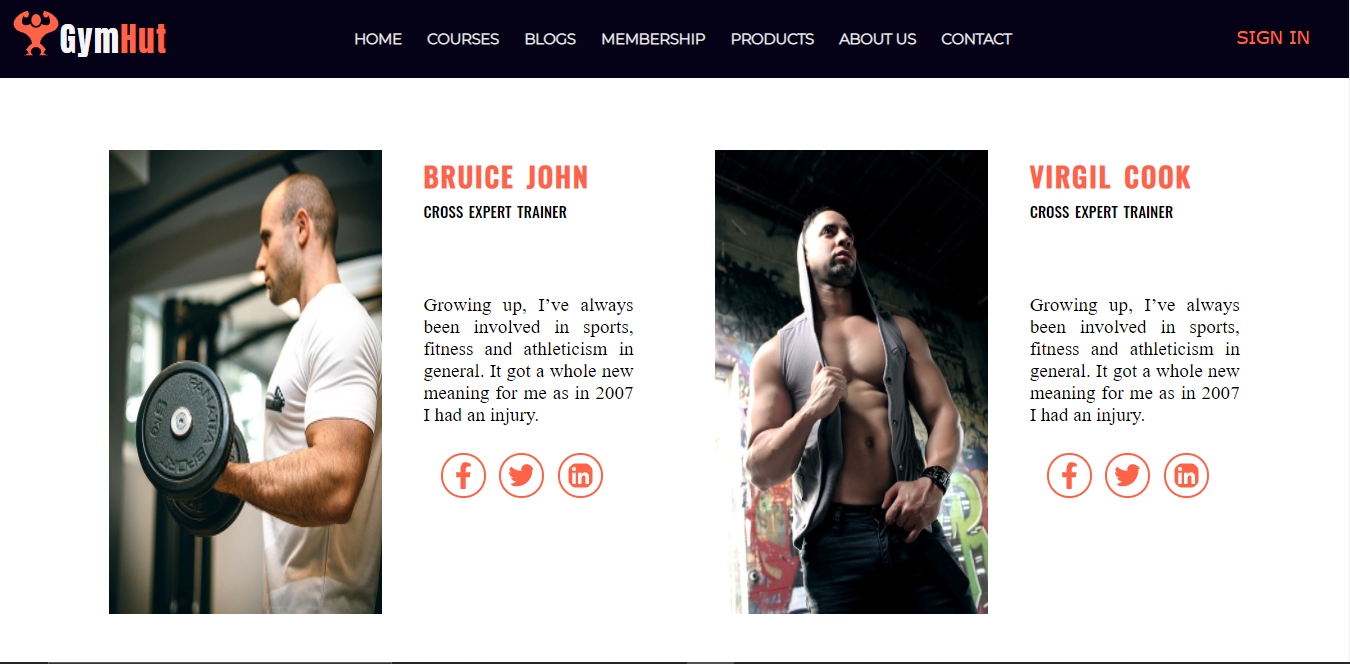 GymHut
HOME COURSES BLOGS MEMBERSHIP PRODUCTS ABOUT US CONTACT
SIGN IN
BRUICE JOHN
CROSS EXPERT TRAINER
Growing up, I’ve always
been involved in sports,
fitness and athleticism in
general. It got a whole new
meaning for me as in 2007
I had an injury.
FANATTA SPORT
VIRGIL COOK
CROSS EXPERT TRAINER
Growing up, I’ve always
been involved in sports,
fitness and athleticism in
general. It got a whole new
meaning for me as in 2007
I had an injury.